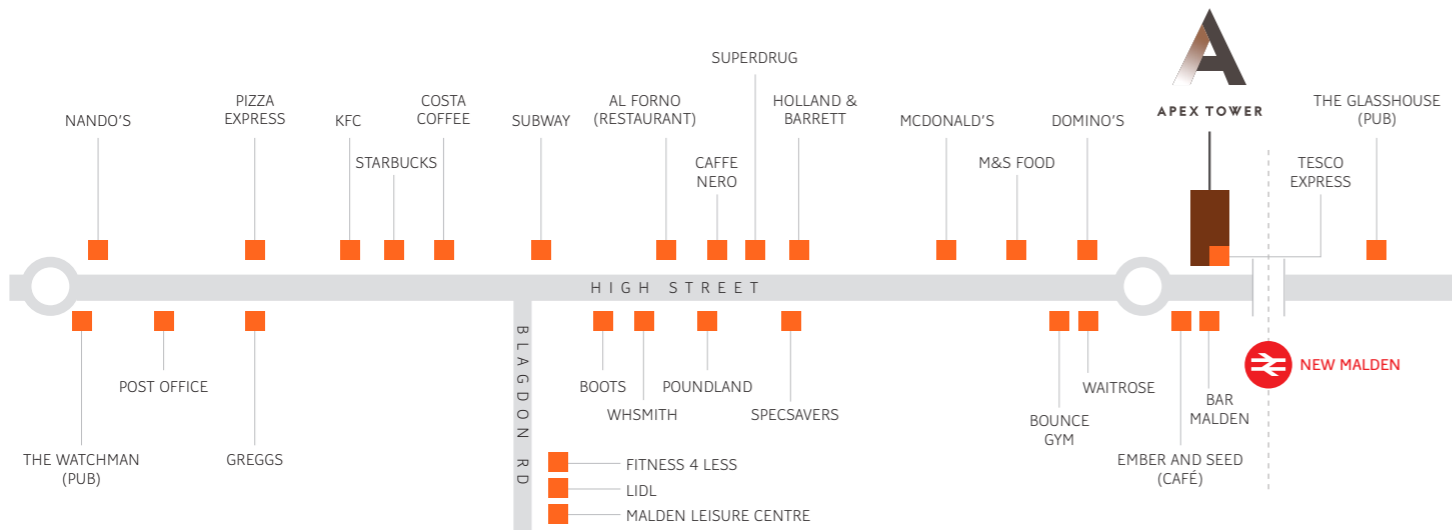 SUPERDRUG
NANDO'S
PIZZA
EXPRESS
KFC
COSTA
COFFEE
SUBWAY
AL FORNO
(RESTAURANT)
HOLLAND &
BARRETT
MCDONALD'S
DOMINO'S
APEX TOWER
THE GLASSHOUSE
(PUB)
STARBUCKS
CAFFE
NERO
M&S FOOD
TESCO
EXPRESS
HIGH STREET
BLAGDON RD
POST OFFICE
BOOTS
POUNDLAND
WAITROSE
NEW MALDEN
WHSMITH
SPECSAVERS
BOUNCE
GYM
BAR
MALDEN
THE WATCHMAN
(PUB)
GREGGS
EMBER AND SEED
(CAFÉ)
FITNESS 4 LESS
LIDL
MALDEN LEISURE CENTRE